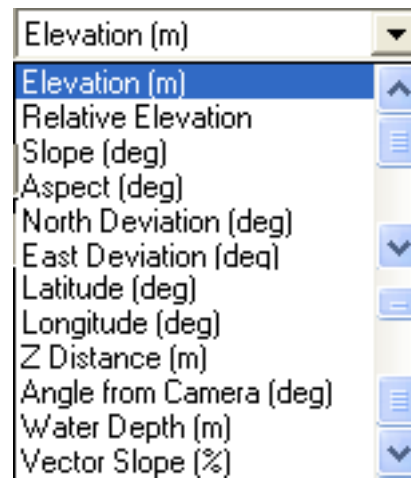 Elevation (m)
Elevation (m)
Relative Elevation
Slope (deg)
Aspect (deg)
North Deviation (deg)
East Deviation (deg)
Latitude (deg)
Longitude (deg)
Z Distance (m)
Angle from Camera (deg)
Water Depth (m)
Vector Slope (%)